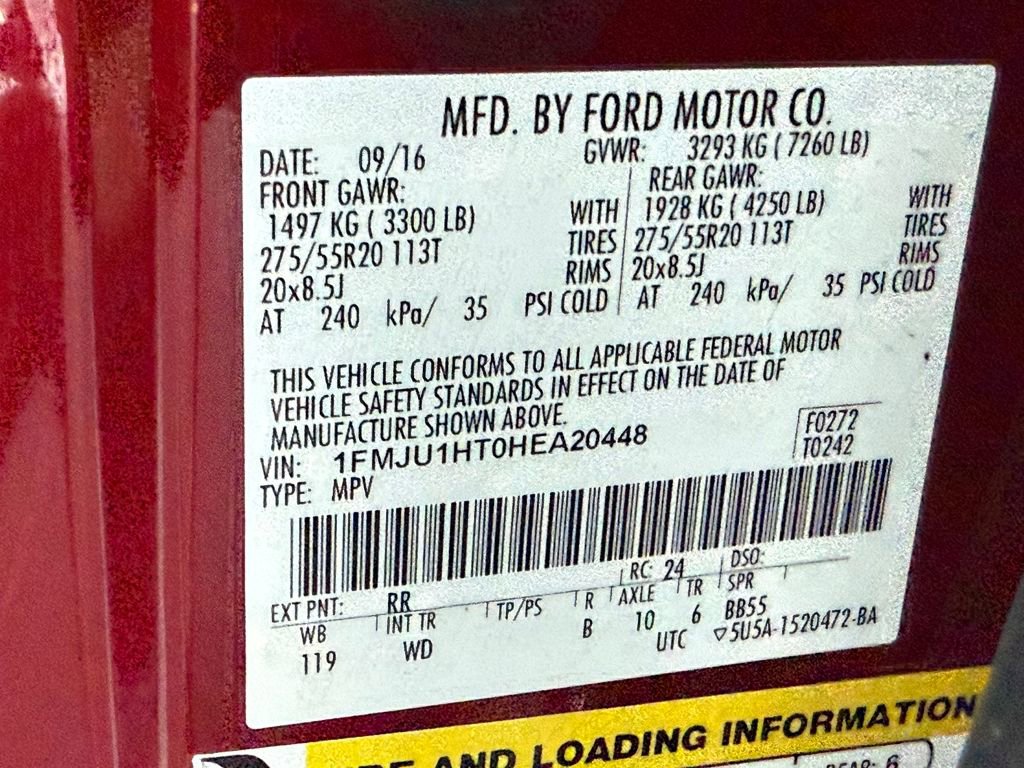 MFD. BY FORD MOTOR CO.
DATE: 09/16 GVWR: 3293 KG ( 7260 LB)
FRONT GAWR: REAR GAWR:
1497 KG ( 3300 LB) WITH 1928 KG ( 4250 LB) WITH
275/55R20 113T TIRES 275/55R20 113T TIRES
20x8.5J RIMS 20x8.5J RIMS
AT 240 kPa/ 35 PSI COLD AT 240 kPa/ 35 PSI COLD
THIS VEHICLE CONFORMS TO ALL APPLICABLE FEDERAL MOTOR
VEHICLE SAFETY STANDARDS IN EFFECT ON THE DATE OF
MANUFACTURE SHOWN ABOVE.
F0272
VIN: 1FMJU1HT0HEA20448
T0242
TYPE: MPV
EXT PNT: RR RC: 24 DSO:
WB INT TR TP/PS R AXLE TR SPR
119 WD B 10 6 BB55
UTC ▽5U5A-1520472-BA
AND LOADING INFORMATION
REAR: 6